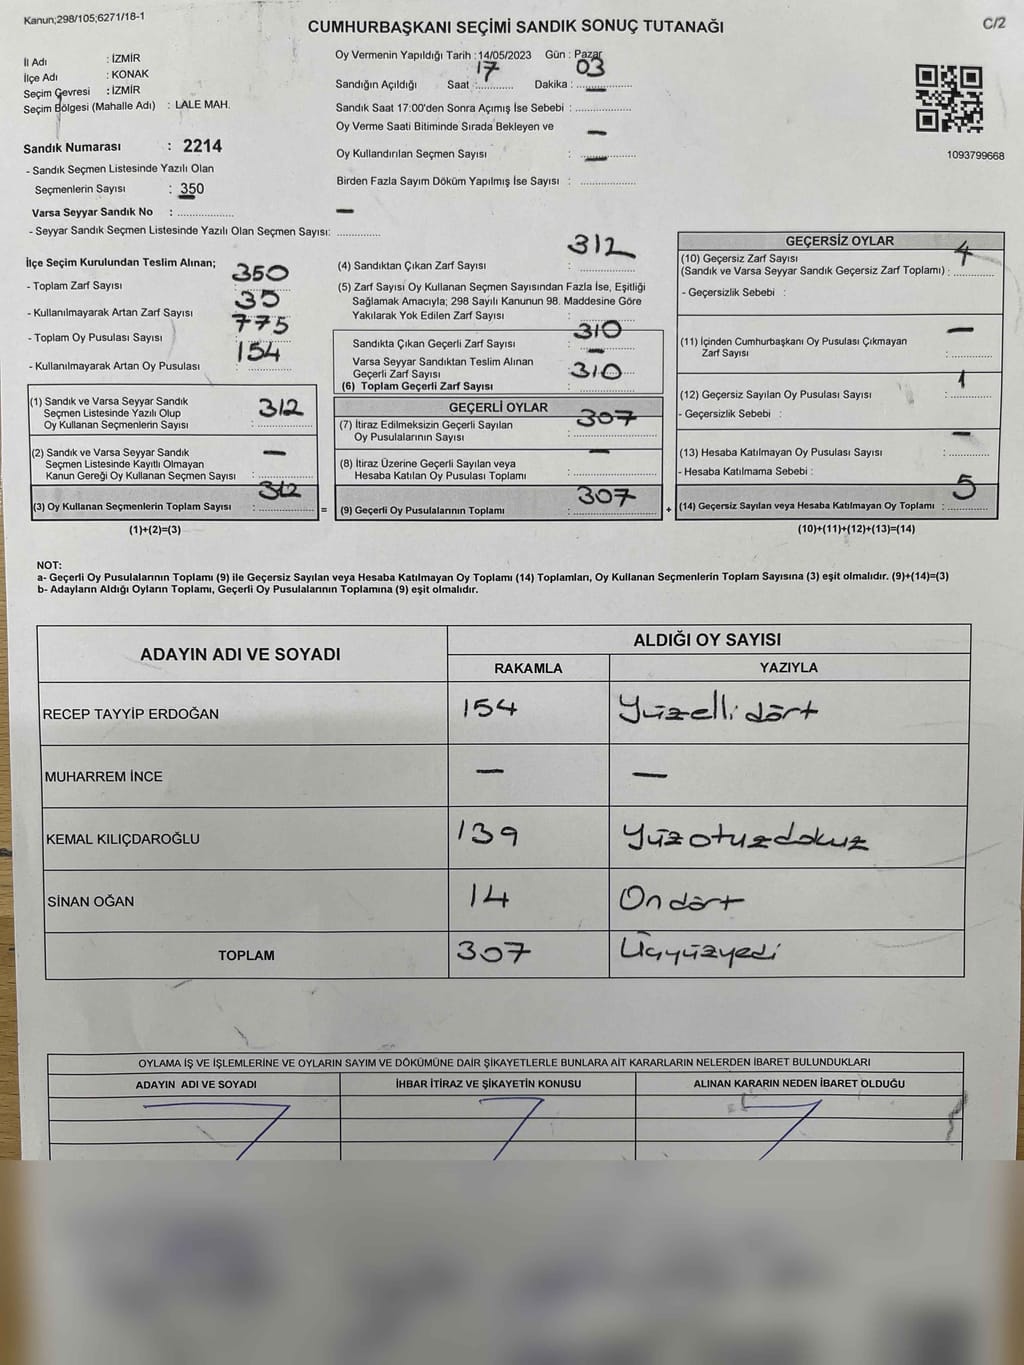 Kanun;298/105;6271/18-1
CUMHURBAŞKANI SEÇİMİ SANDIK SONUÇ TUTANAĞI
C/2
İl Adı : İZMİR
İlçe Adı : KONAK
Seçim Çevresi : İZMİR
Seçim Bölgesi (Mahalle Adı) : LALE MAH.
Sandık Numarası : 2214
- Sandık Seçmen Listesinde Yazılı Olan
Seçmenlerin Sayısı : 350
Varsa Seyyar Sandık No : ..................
- Seyyar Sandık Seçmen Listesinde Yazılı Olan Seçmen Sayısı: ............... —
Oy Vermenin Yapıldığı Tarih : 14/05/2023 Gün : Pazar
Sandığın Açıldığı Saat : 17 Dakika : 03
Sandık Saat 17:00'den Sonra Açımış İse Sebebi : ..................
Oy Verme Saati Bitiminde Sırada Bekleyen ve —
Oy Kullandırılan Seçmen Sayısı : —
Birden Fazla Sayım Döküm Yapılmış İse Sayısı : ..................
1093799668
İlçe Seçim Kurulundan Teslim Alınan;
- Toplam Zarf Sayısı : 350
- Kullanılmayarak Artan Zarf Sayısı : 35
- Toplam Oy Pusulası Sayısı : 775
- Kullanılmayarak Artan Oy Pusulası : 154
(1) Sandık ve Varsa Seyyar Sandık
Seçmen Listesinde Yazılı Olup
Oy Kullanan Seçmenlerin Sayısı : 312
(2) Sandık ve Varsa Seyyar Sandık
Seçmen Listesinde Kayıtlı Olmayan
Kanun Gereği Oy Kullanan Seçmen Sayısı : —
(3) Oy Kullanan Seçmenlerin Toplam Sayısı : 312 =
(1)+(2)=(3)
(4) Sandıktan Çıkan Zarf Sayısı : 312
(5) Zarf Sayısı Oy Kullanan Seçmen Sayısından Fazla İse, Eşitliği
Sağlamak Amacıyla; 298 Sayılı Kanunun 98. Maddesine Göre
Yakılarak Yok Edilen Zarf Sayısı : ..................
Sandıkta Çıkan Geçerli Zarf Sayısı : 310
Varsa Seyyar Sandıktan Teslim Alınan
Geçerli Zarf Sayısı : —
(6) Toplam Geçerli Zarf Sayısı : 310
GEÇERLİ OYLAR
(7) İtiraz Edilmeksizin Geçerli Sayılan
Oy Pusulalarının Sayısı : 307
(8) İtiraz Üzerine Geçerli Sayılan veya
Hesaba Katılan Oy Pusulası Toplamı : —
(9) Geçerli Oy Pusulalarının Toplamı : 307 +
GEÇERSİZ OYLAR
(10) Geçersiz Zarf Sayısı
(Sandık ve Varsa Seyyar Sandık Geçersiz Zarf Toplamı) : 4
- Geçersizlik Sebebi :
(11) İçinden Cumhurbaşkanı Oy Pusulası Çıkmayan
Zarf Sayısı : —
(12) Geçersiz Sayılan Oy Pusulası Sayısı : 1
- Geçersizlik Sebebi :
(13) Hesaba Katılmayan Oy Pusulası Sayısı : —
- Hesaba Katılmama Sebebi :
(14) Geçersiz Sayılan veya Hesaba Katılmayan Oy Toplamı : 5
(10)+(11)+(12)+(13)=(14)
NOT:
a- Geçerli Oy Pusulalarının Toplamı (9) ile Geçersiz Sayılan veya Hesaba Katılmayan Oy Toplamı (14) Toplamları, Oy Kullanan Seçmenlerin Toplam Sayısına (3) eşit olmalıdır. (9)+(14)=(3)
b- Adayların Aldığı Oyların Toplamı, Geçerli Oy Pusulalarının Toplamına (9) eşit olmalıdır.
ADAYIN ADI VE SOYADI
ALDIĞI OY SAYISI
RAKAMLA YAZIYLA
RECEP TAYYİP ERDOĞAN 154 Yüzellidört
MUHARREM İNCE — —
KEMAL KILIÇDAROĞLU 139 Yüzotuzdokuz
SİNAN OĞAN 14 Ondört
TOPLAM 307 Üçyüzyedi
OYLAMA İŞ VE İŞLEMLERİNE VE OYLARIN SAYIM VE DÖKÜMÜNE DAİR ŞİKAYETLERLE BUNLARA AİT KARARLARIN NELERDEN İBARET BULUNDUKLARI
ADAYIN ADI VE SOYADI İHBAR İTİRAZ VE ŞİKAYETİN KONUSU ALINAN KARARIN NEDEN İBARET OLDUĞU